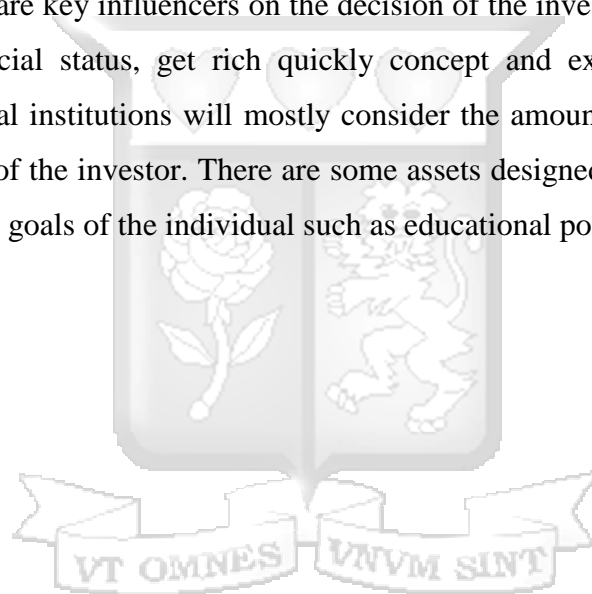 are key influencers on the decision of the inve
cial status, get rich quickly concept and ex
al institutions will mostly consider the amoun
of the investor. There are some assets designed
goals of the individual such as educational po
VT OMNES VNVM SINT